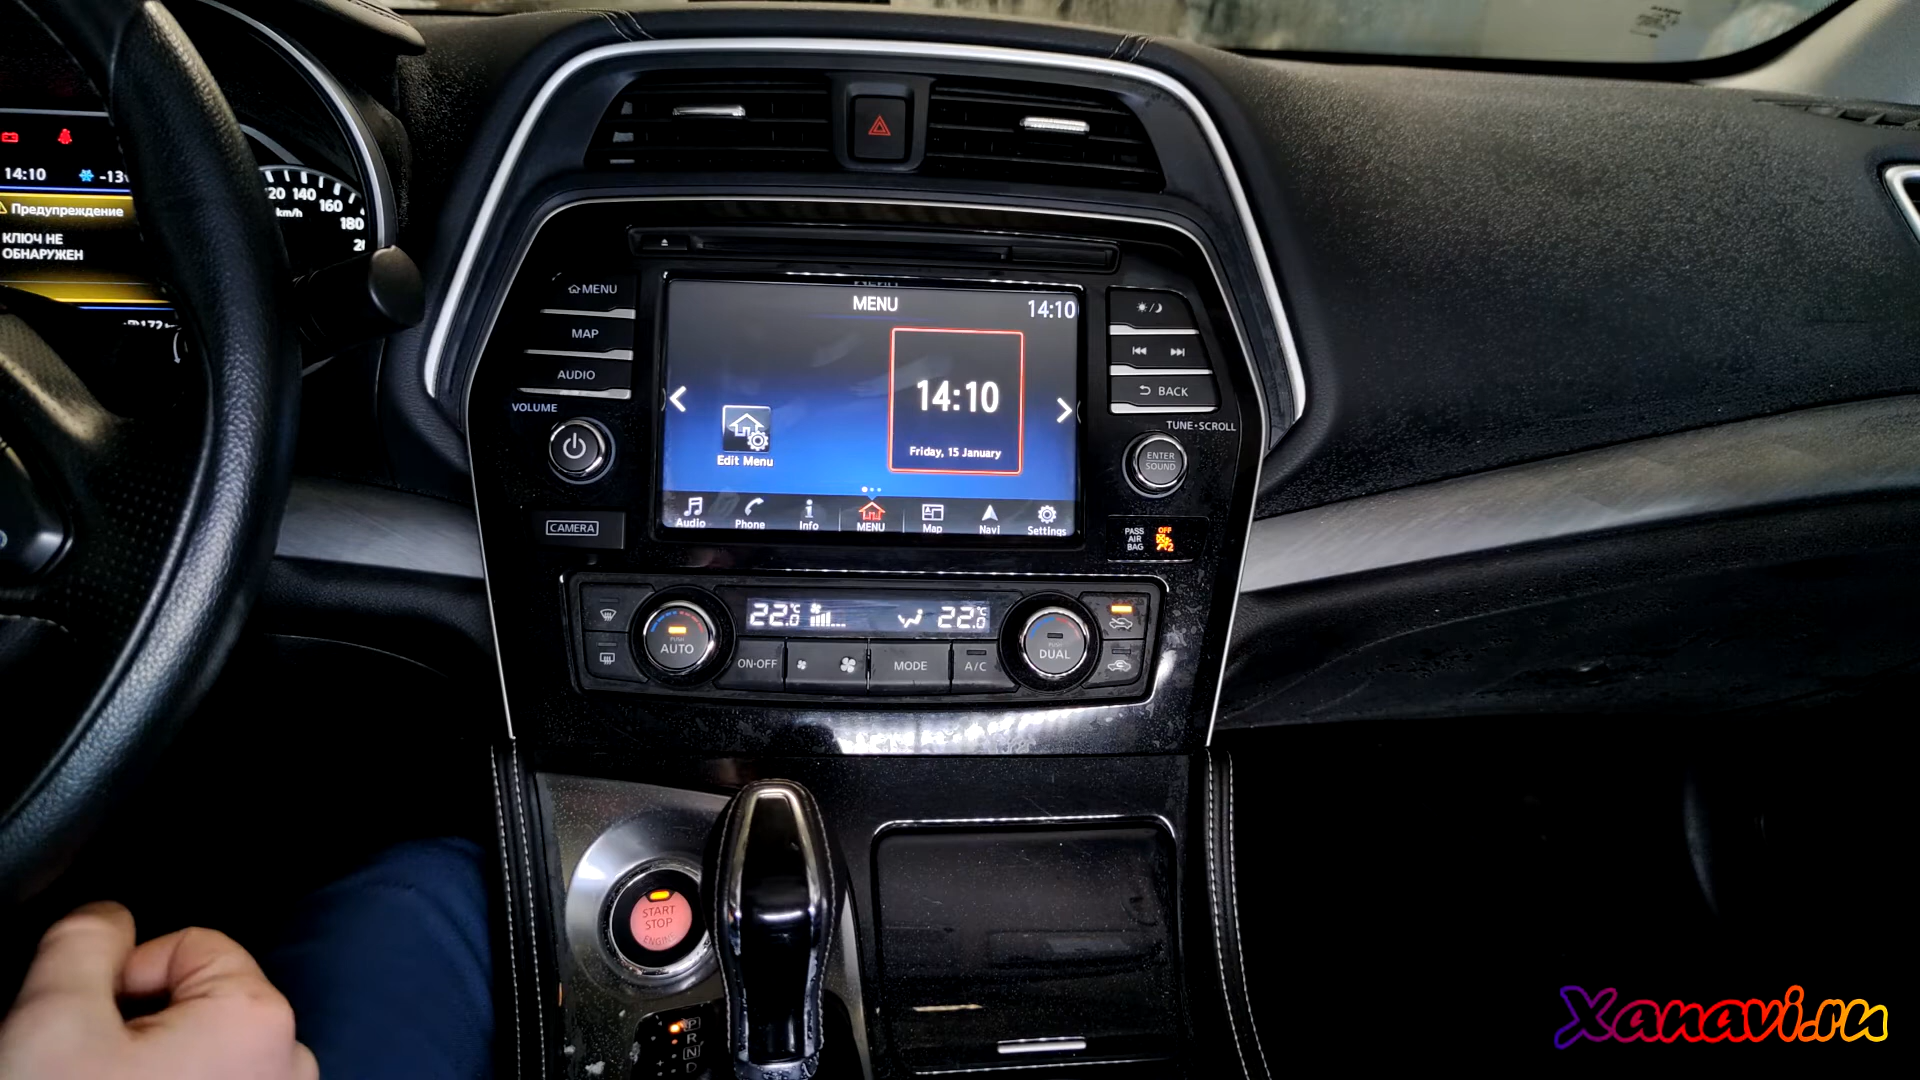 14:10
-13
Предупреждение
КЛЮЧ НЕ
ОБНАРУЖЕН
172
20 140 160
180
km/h
MENU
MAP
AUDIO
VOLUME
CAMERA
MENU
14:10
14:10
Friday, 15 January
Edit Menu
Audio Phone Info MENU Map Navi Settings
BACK
TUNE·SCROLL
ENTER
SOUND
PASS
AIR
BAG
OFF
2
22.0°C
22.0°C
PUSH
AUTO
ON·OFF
MODE
A/C
DUAL
START
STOP
ENGINE
P
R
N
D
Xanavi.ru